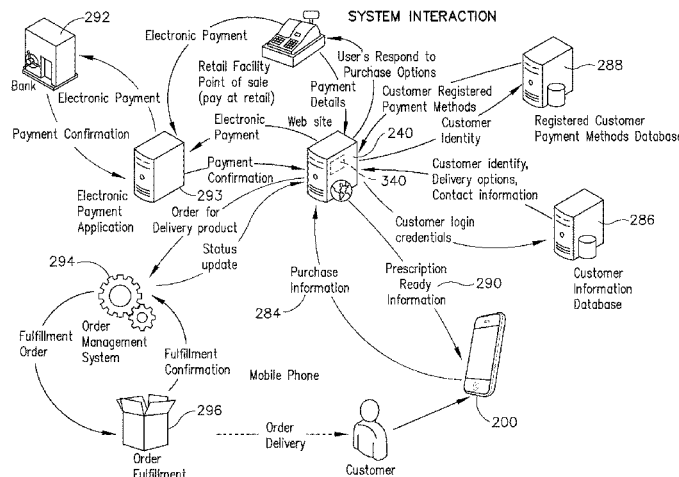 SYSTEM INTERACTION
292
Bank
Electronic Payment
Payment Confirmation
Electronic Payment
Retail Facility
Point of sale
(pay at retail)
Payment
Details
User's Respond to
Purchase Options
Customer Registered
Payment Methods
288
Registered Customer
Payment Methods Database
Electronic
Payment
Web site
240
Customer
Identity
340
Payment
Confirmation
293
Electronic
Payment
Application
Order for
Delivery product
Status
update
Customer identify,
Delivery options,
Contact information
286
Customer login
credentials
Customer
Information
Database
294
Order
Management
System
Purchase
Information
284
Prescription
Ready
Information
290
Fulfillment
Order
Fulfillment
Confirmation
Mobile Phone
200
296
Order
Delivery
Order
Fulfillment
Customer